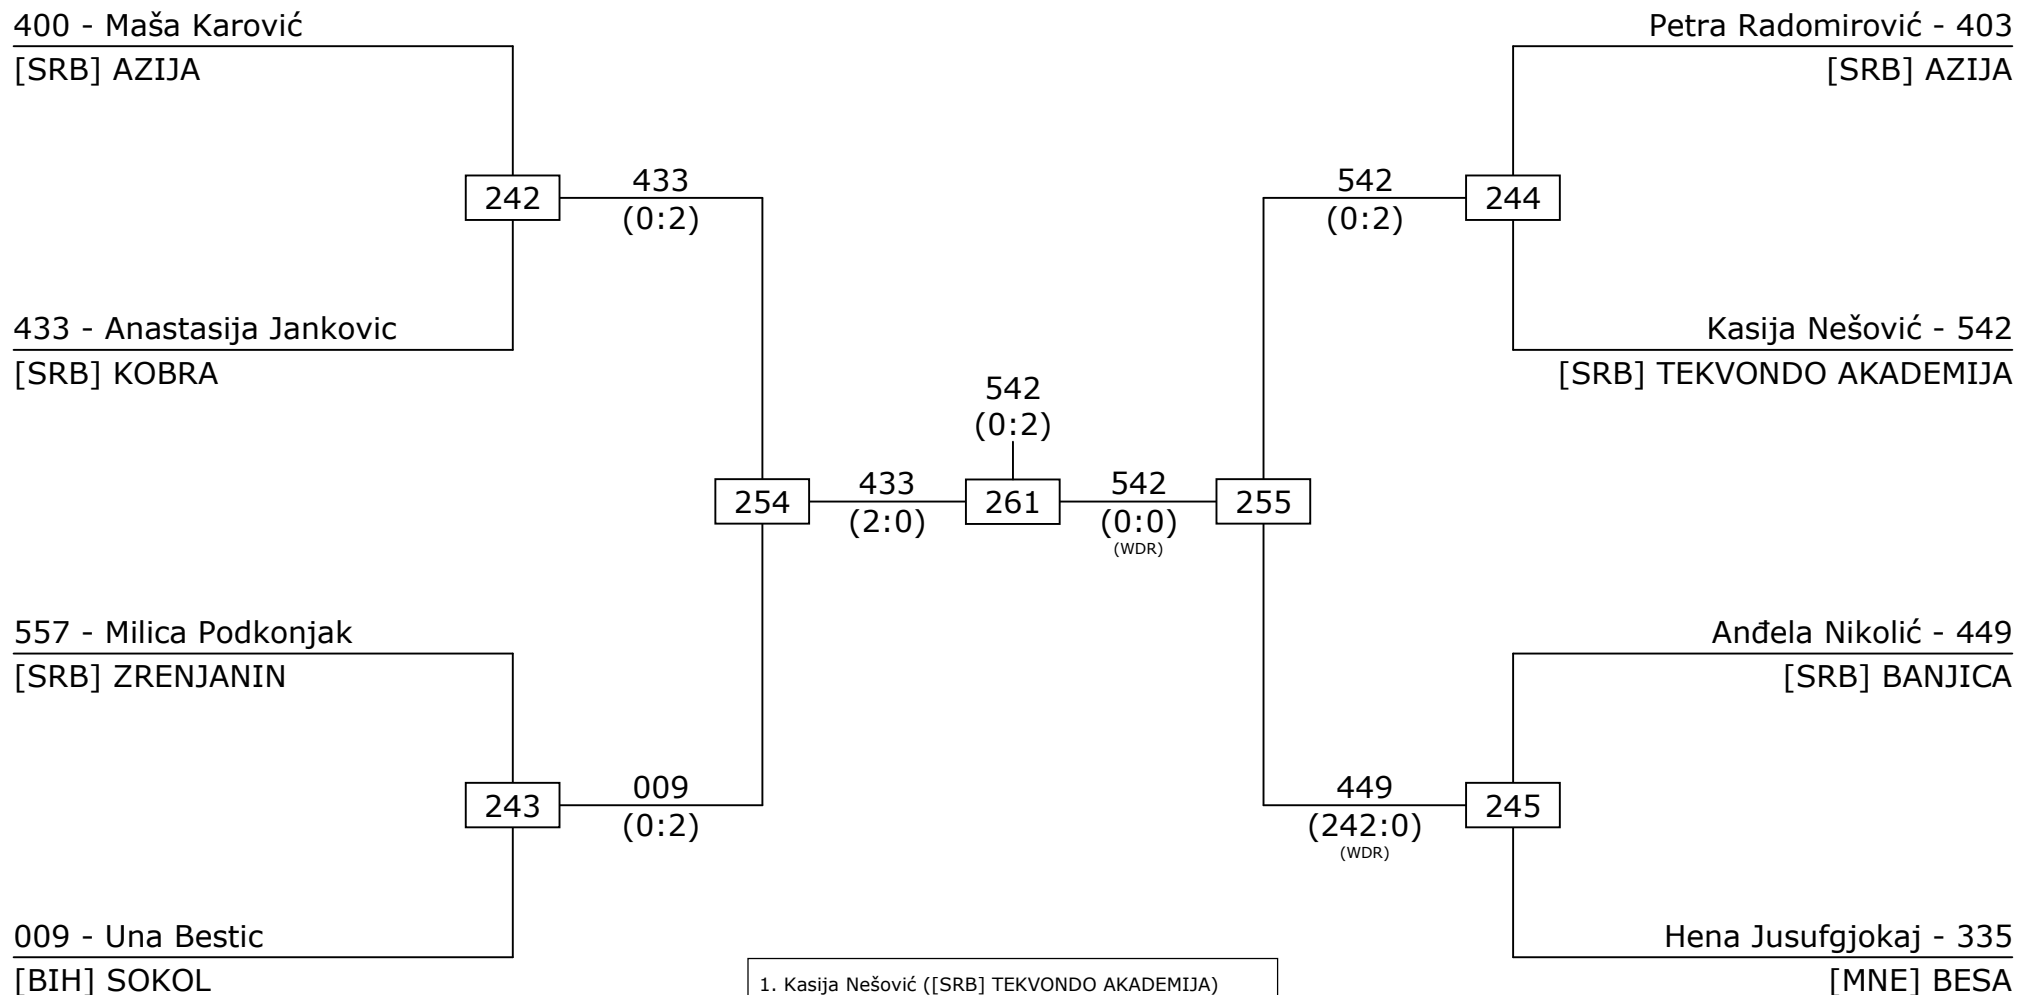 400 - Maša Karović
[SRB] AZIJA
Petra Radomirović - 403
[SRB] AZIJA
242
433
(0:2)
542
(0:2)
244
433 - Anastasija Jankovic
[SRB] KOBRA
Kasija Nešović - 542
[SRB] TEKVONDO AKADEMIJA
542
(0:2)
254
433
(2:0)
261
542
(0:0)
(WDR)
255
557 - Milica Podkonjak
[SRB] ZRENJANIN
Anđela Nikolić - 449
[SRB] BANJICA
243
009
(0:2)
449
(242:0)
(WDR)
245
009 - Una Bestic
[BIH] SOKOL
Hena Jusufgjokaj - 335
[MNE] BESA
1. Kasija Nešović ([SRB] TEKVONDO AKADEMIJA)